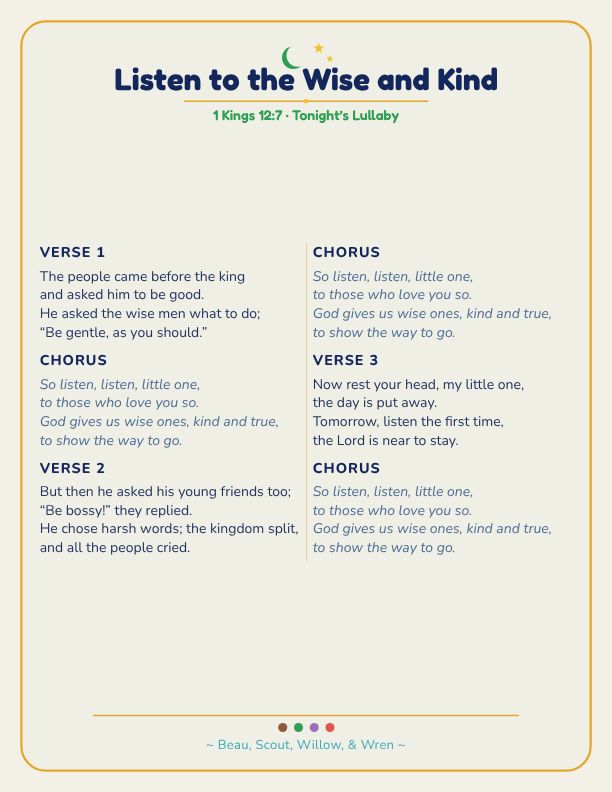 Listen to the Wise and Kind
1 Kings 12:7 · Tonight's Lullaby
VERSE 1
The people came before the king
and asked him to be good.
He asked the wise men what to do;
“Be gentle, as you should.”
CHORUS
So listen, listen, little one,
to those who love you so.
God gives us wise ones, kind and true,
to show the way to go.
VERSE 2
But then he asked his young friends too;
“Be bossy!” they replied.
He chose harsh words; the kingdom split,
and all the people cried.
CHORUS
So listen, listen, little one,
to those who love you so.
God gives us wise ones, kind and true,
to show the way to go.
VERSE 3
Now rest your head, my little one,
the day is put away.
Tomorrow, listen the first time,
the Lord is near to stay.
CHORUS
So listen, listen, little one,
to those who love you so.
God gives us wise ones, kind and true,
to show the way to go.
~ Beau, Scout, Willow, & Wren ~